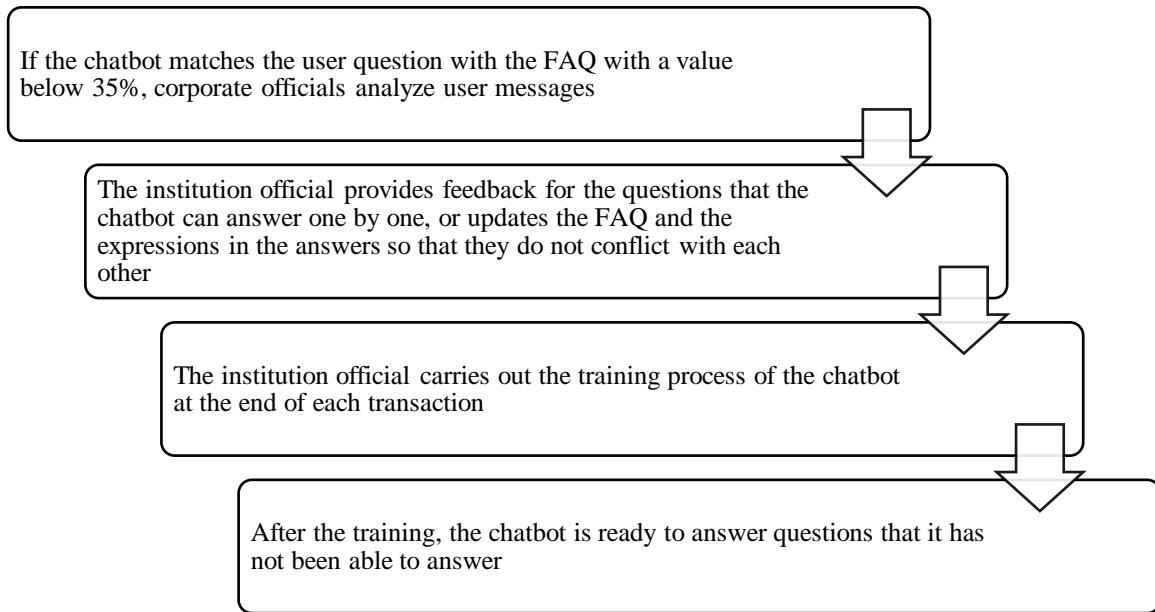 If the chatbot matches the user question with the FAQ with a value
below 35%, corporate officials analyze user messages
The institution official provides feedback for the questions that the
chatbot can answer one by one, or updates the FAQ and the
expressions in the answers so that they do not conflict with each
other
The institution official carries out the training process of the chatbot
at the end of each transaction
After the training, the chatbot is ready to answer questions that it has
not been able to answer